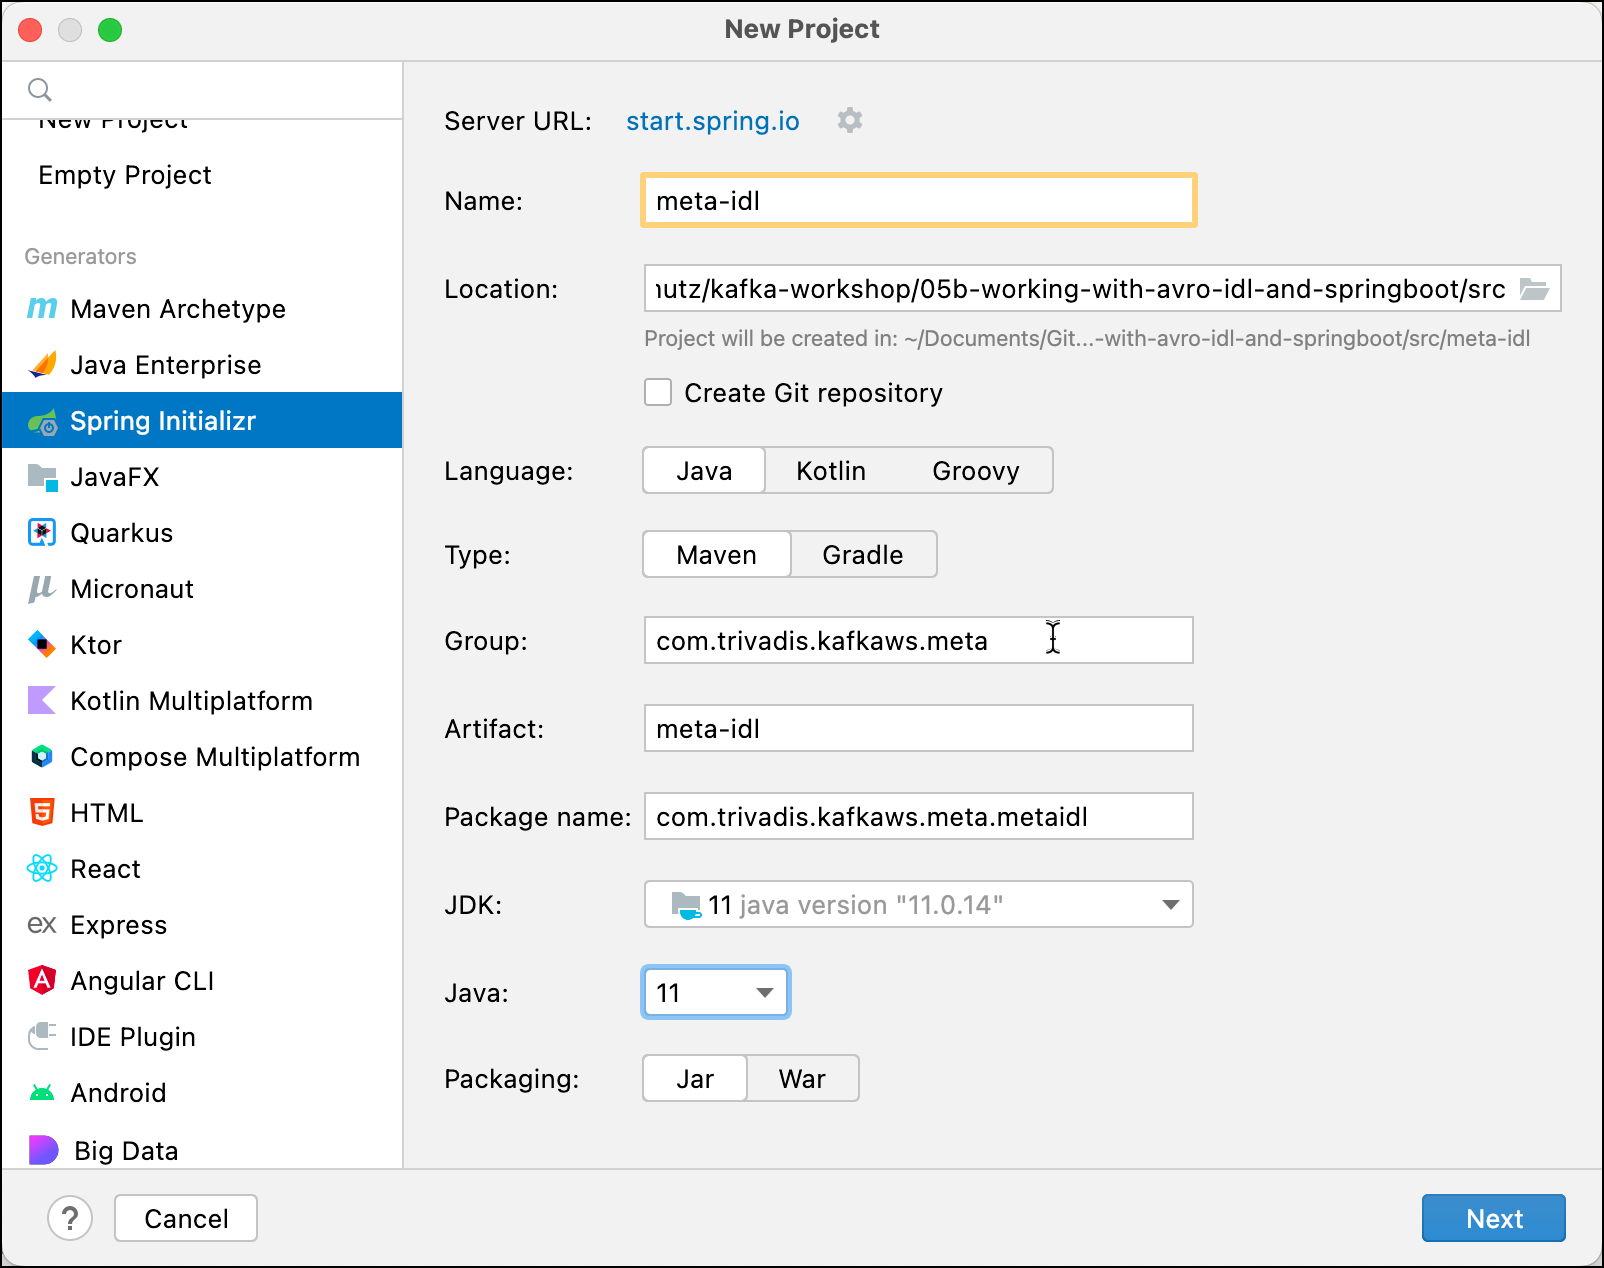 New Project
New Project
Empty Project
Generators
Maven Archetype
Java Enterprise
Spring Initializr
JavaFX
Quarkus
Micronaut
Ktor
Kotlin Multiplatform
Compose Multiplatform
HTML
React
ex Express
Angular CLI
IDE Plugin
Android
Big Data
Server URL: start.spring.io
Name: meta-idl
Location: utz/kafka-workshop/05b-working-with-avro-idl-and-springboot/src
Project will be created in: ~/Documents/Git...-with-avro-idl-and-springboot/src/meta-idl
Create Git repository
Language: Java Kotlin Groovy
Type: Maven Gradle
Group: com.trivadis.kafkaws.meta
Artifact: meta-idl
Package name: com.trivadis.kafkaws.meta.metaidl
JDK: 11 java version "11.0.14"
Java: 11
Packaging: Jar War
? Cancel Next